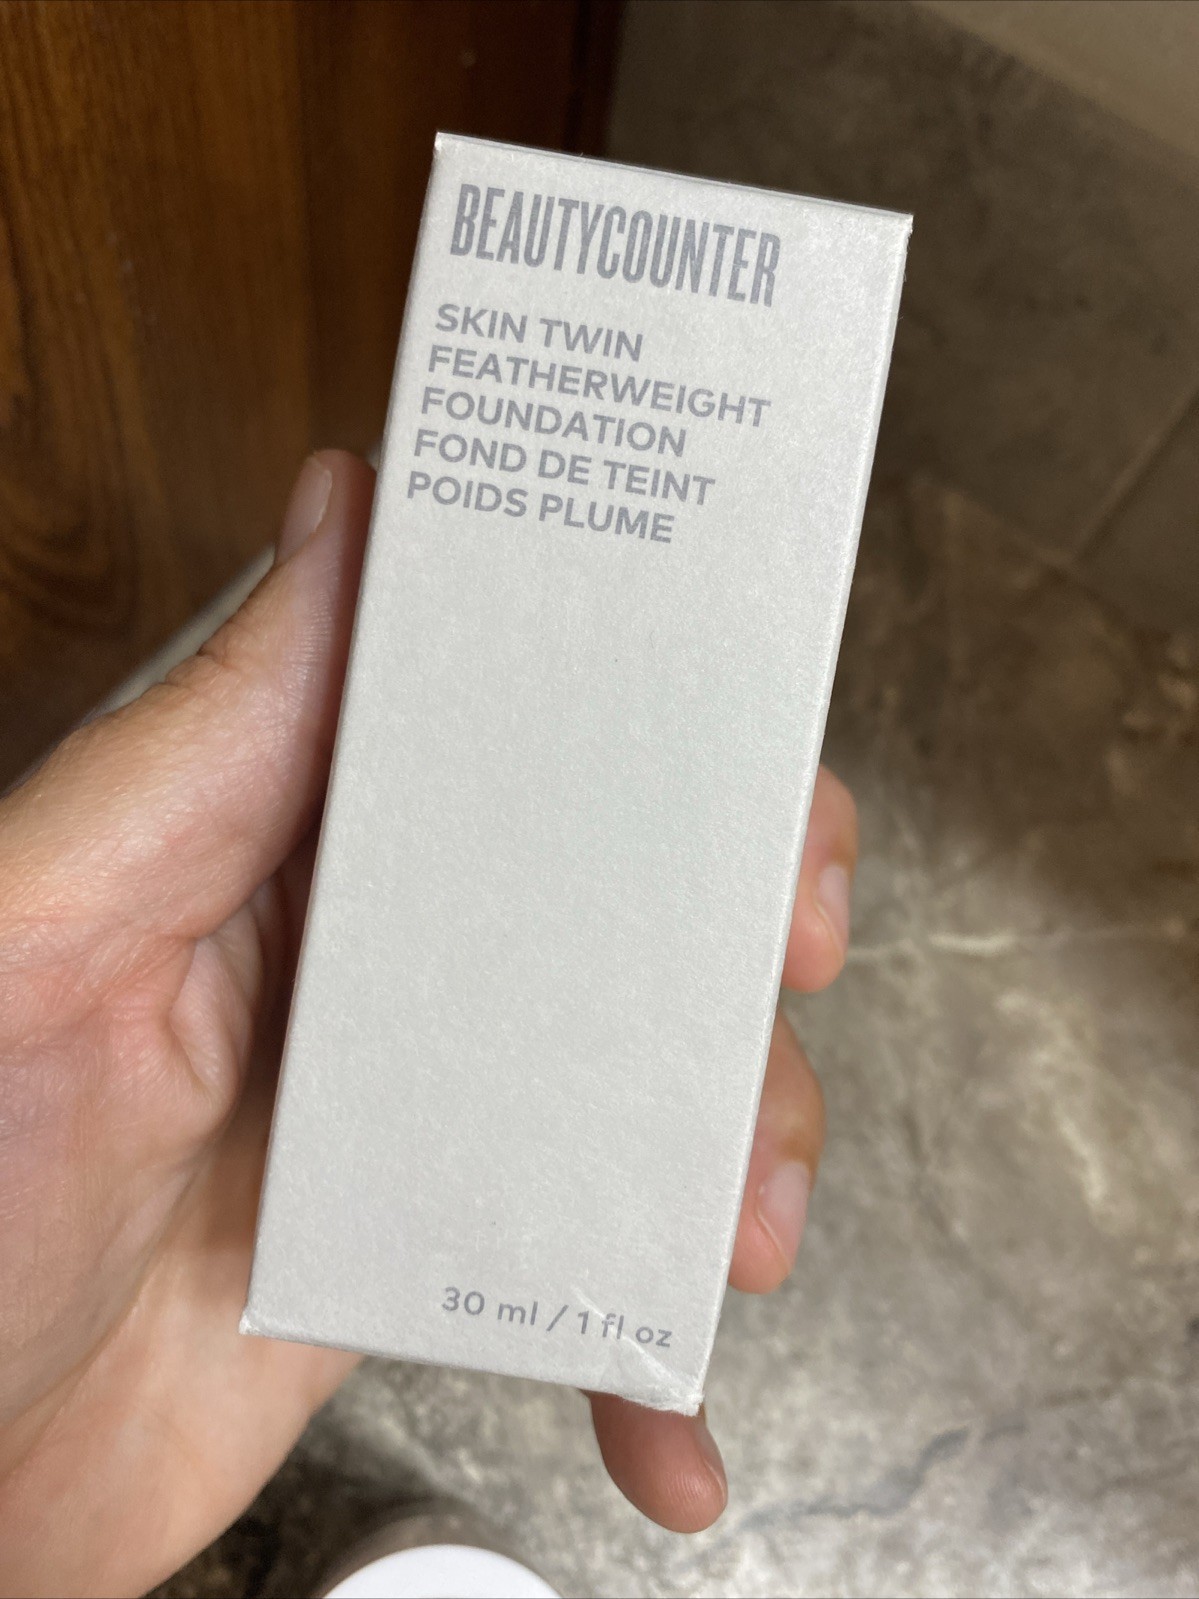 BEAUTYCOUNTER
SKIN TWIN
FEATHERWEIGHT
FOUNDATION
FOND DE TEINT
POIDS PLUME
30 ml / 1 fl oz